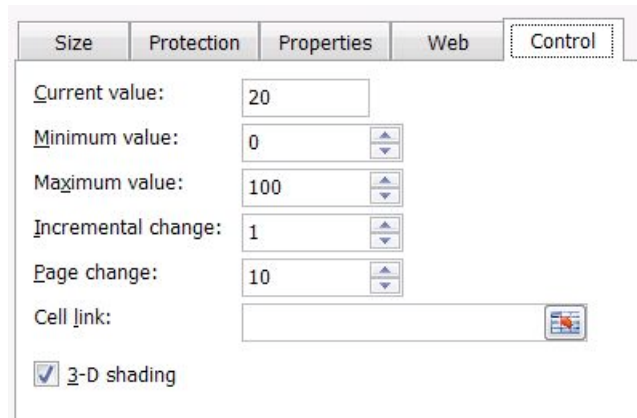 Size Protection Properties Web Control
Current value: 20
Minimum value: 0
Maximum value: 100
Incremental change: 1
Page change: 10
Cell link:
3-D shading